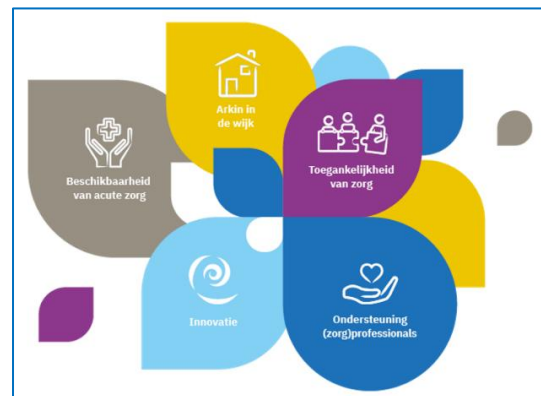 Arkin in
de wijk
Beschikbaarheid
van acute zorg
Toegankelijkheid
van zorg
Innovatie
Ondersteuning
(zorg)professionals